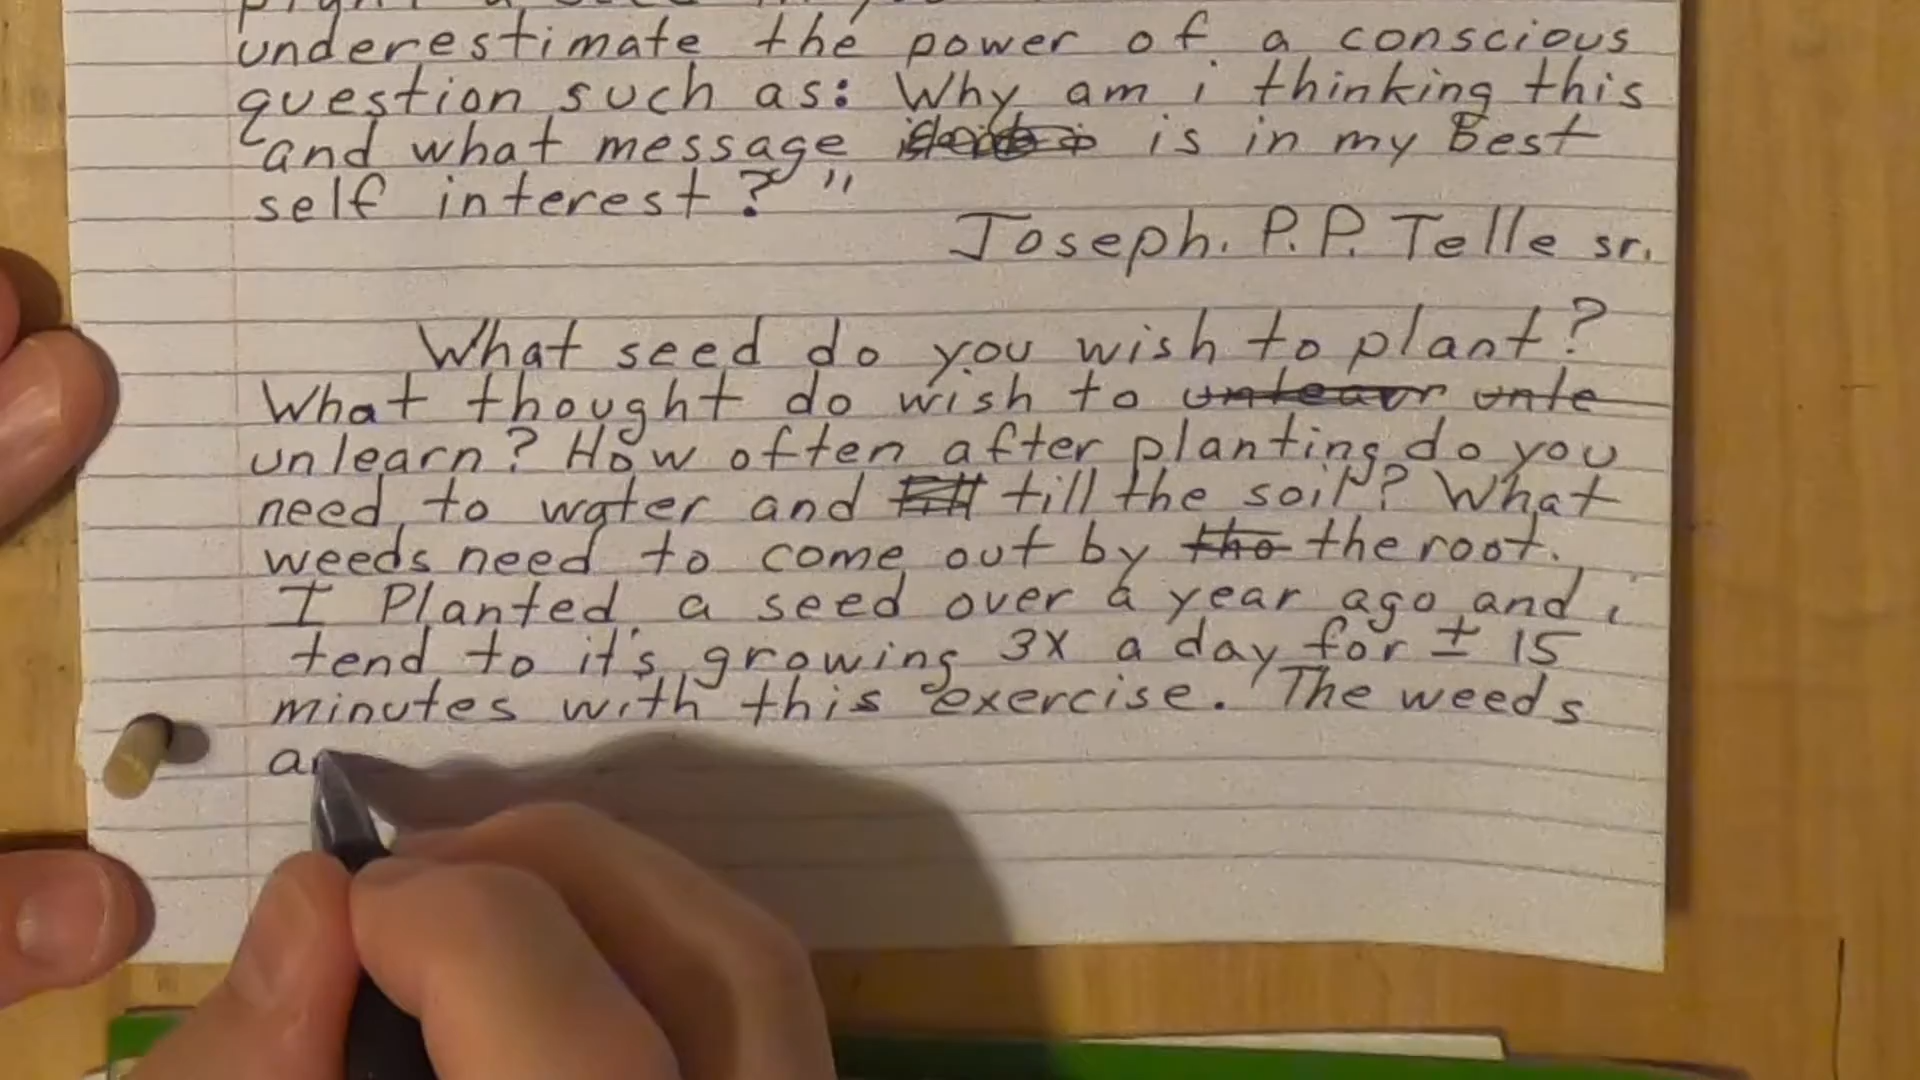 underestimate the power of a conscious
question such as: Why am i thinking this
and what message is in my Best
self interest? "
Joseph. P.P. Telle sr.
What seed do you wish to plant?
What thought do wish to unlearr unle
unlearn? How often after planting do you
need to water and till the soil? What
weeds need to come out by tho the root.
I Planted a seed over a year ago and i
tend to it's growing 3X a day for ± 15
minutes with this exercise. The weeds